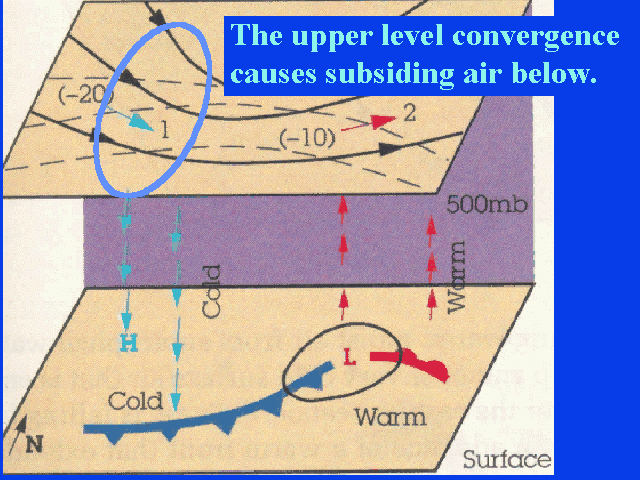 The upper level convergence
causes subsiding air below.
(-20)
1
(-10)
2
500mb
Cold
Warm
H
L
Cold
Warm
N
Surface